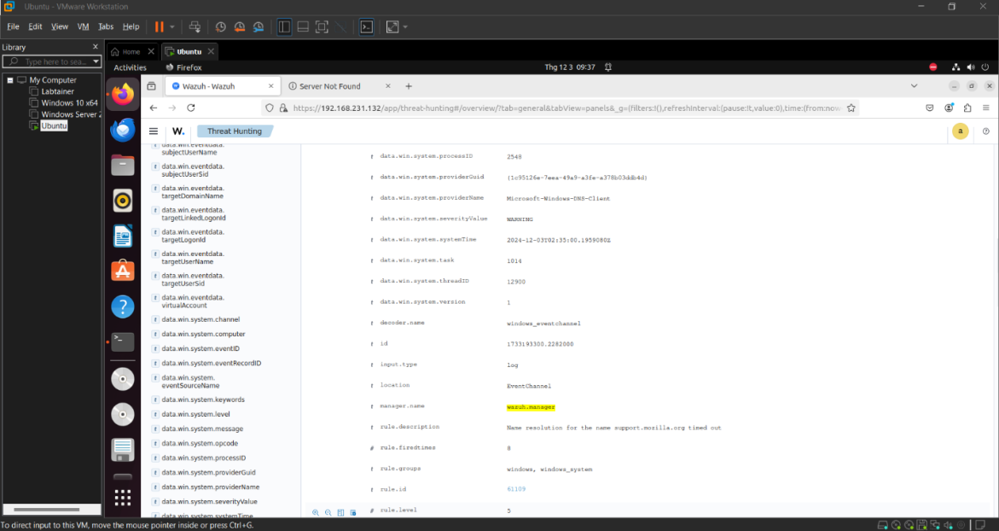 Ubuntu - VMware Workstation
File Edit View VM Tabs Help
Library
Type here to sea...
My Computer
Labtainer
Windows 10 x64
Windows Server 2
Ubuntu
Home
Ubuntu
Activities
Firefox
Thg 12 3 09:37
Wazuh - Wazuh
Server Not Found
https://192.168.231.132/app/threat-hunting#/overview/?tab=general&tabView=panels&_g=(filters:!(),refreshInterval:(pause:!t,value:0),time:(from:now
W.
Threat Hunting
a
data.win.eventdata.
subjectUserName
data.win.eventdata.
subjectUserSid
data.win.eventdata.
targetDomainName
data.win.eventdata.
targetLinkedLogonId
data.win.eventdata.
targetLogonId
data.win.eventdata.
targetUserName
data.win.eventdata.
targetUserSid
data.win.eventdata.
virtualAccount
data.win.system.channel
data.win.system.computer
data.win.system.eventID
data.win.system.eventRecordID
data.win.system.
eventSourceName
data.win.system.keywords
data.win.system.level
data.win.system.message
data.win.system.opcode
data.win.system.processID
data.win.system.providerGuid
data.win.system.providerName
data.win.system.severityValue
data.win.system.systemTime
t data.win.system.processID 2548
t data.win.system.providerGuid {1c95126e-7eea-49a9-a3fe-a378b03ddb4d}
t data.win.system.providerName Microsoft-Windows-DNS-Client
t data.win.system.severityValue WARNING
t data.win.system.systemTime 2024-12-03T02:35:00.1959080Z
t data.win.system.task 1014
t data.win.system.threadID 12900
t data.win.system.version 1
t decoder.name windows_eventchannel
t id 1733193300.2282000
t input.type log
t location EventChannel
t manager.name wazuh.manager
t rule.description Name resolution for the name support.mozilla.org timed out
# rule.firedtimes 8
t rule.groups windows, windows_system
t rule.id 61109
# rule.level 5
To direct input to this VM, move the mouse pointer inside or press Ctrl+G.